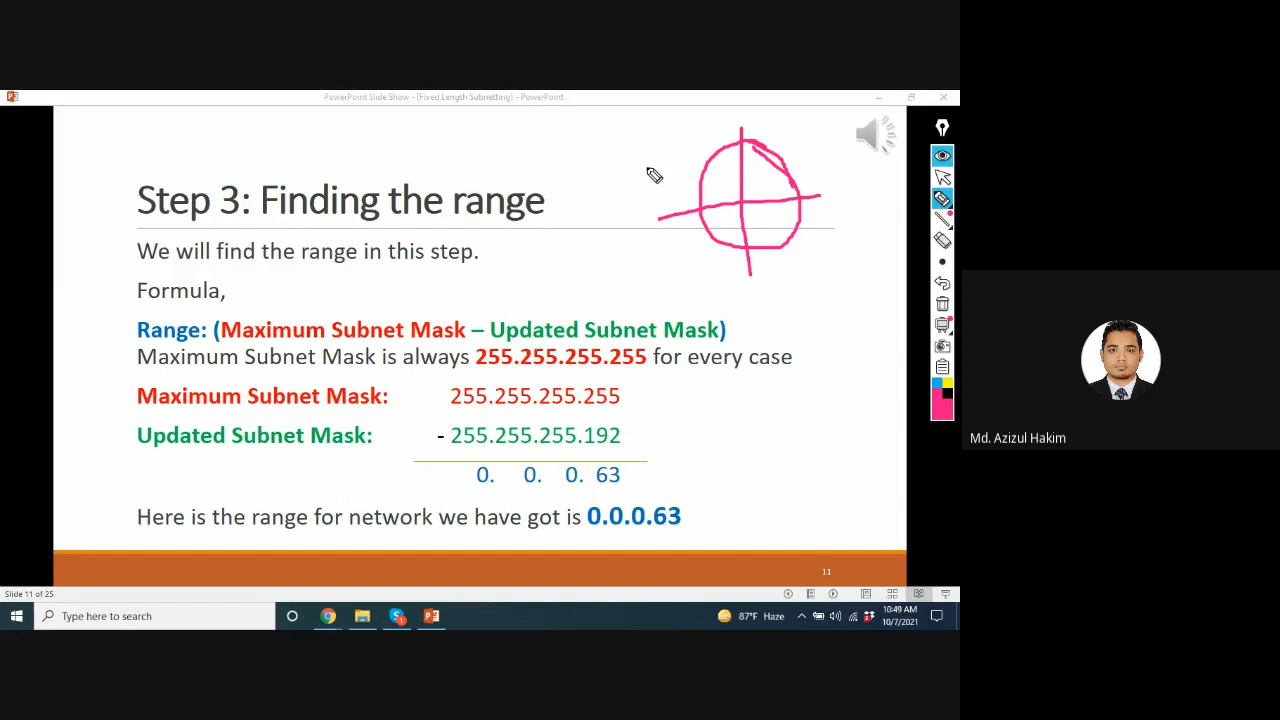 PowerPoint Slide Show - [Fixed Length Subnetting] - PowerPoint
Step 3: Finding the range
We will find the range in this step.
Formula,
Range: (Maximum Subnet Mask – Updated Subnet Mask)
Maximum Subnet Mask is always 255.255.255.255 for every case
Maximum Subnet Mask: 255.255.255.255
Updated Subnet Mask: - 255.255.255.192
0. 0. 0. 63
Here is the range for network we have got is 0.0.0.63
11
Slide 11 of 25
Type here to search
87°F Haze
10:49 AM
10/7/2021
Md. Azizul Hakim